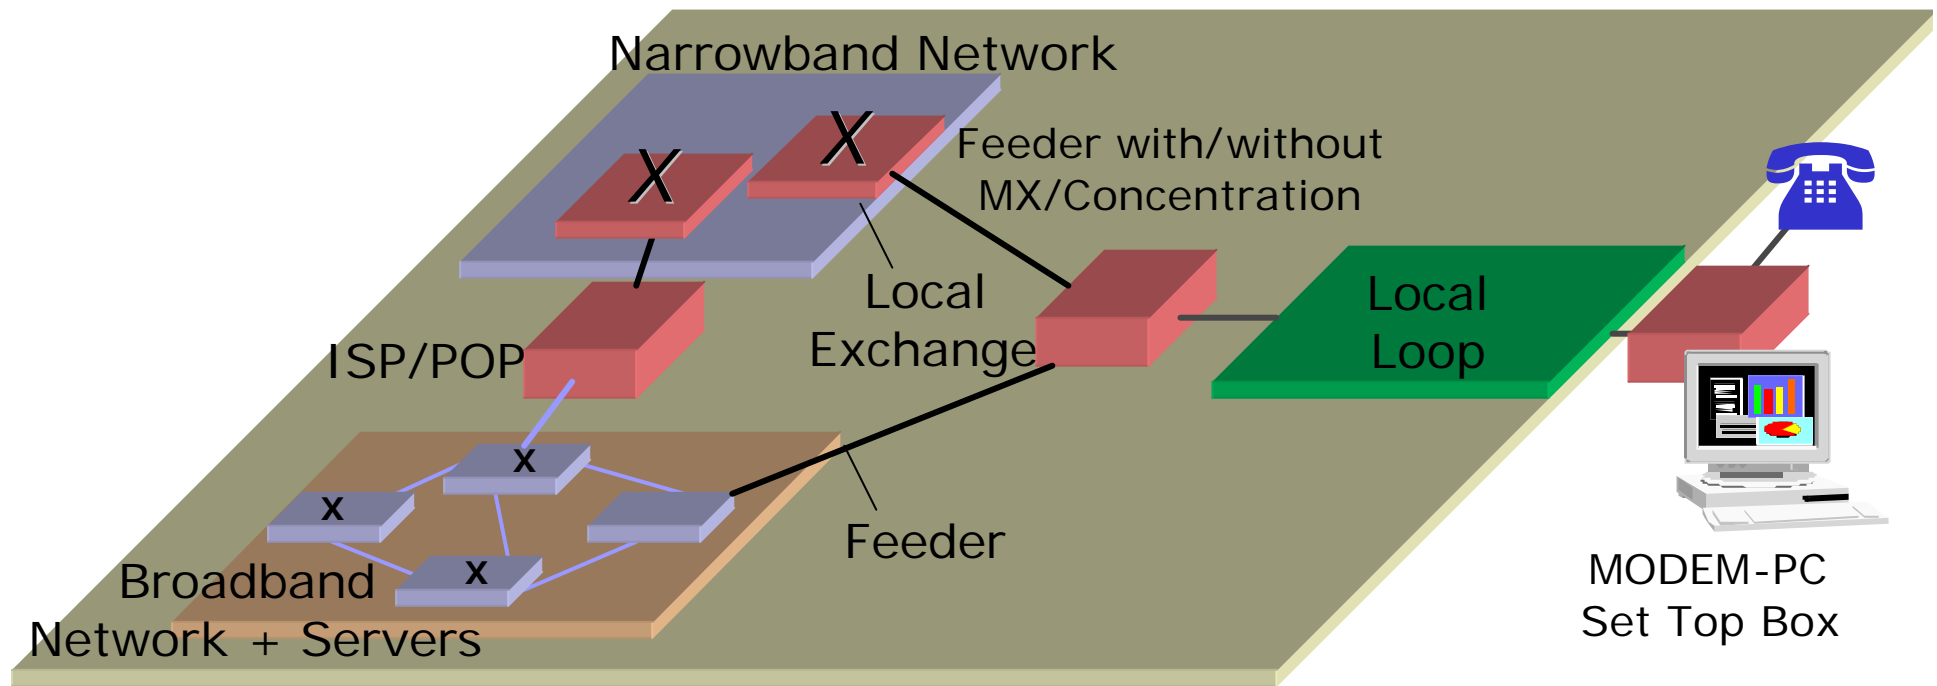 Narrowband Network
X
X
Feeder with/without
MX/Concentration
Local
Exchange
Local
Loop
ISP/POP
x
x
x
Feeder
Broadband
Network + Servers
MODEM-PC
Set Top Box